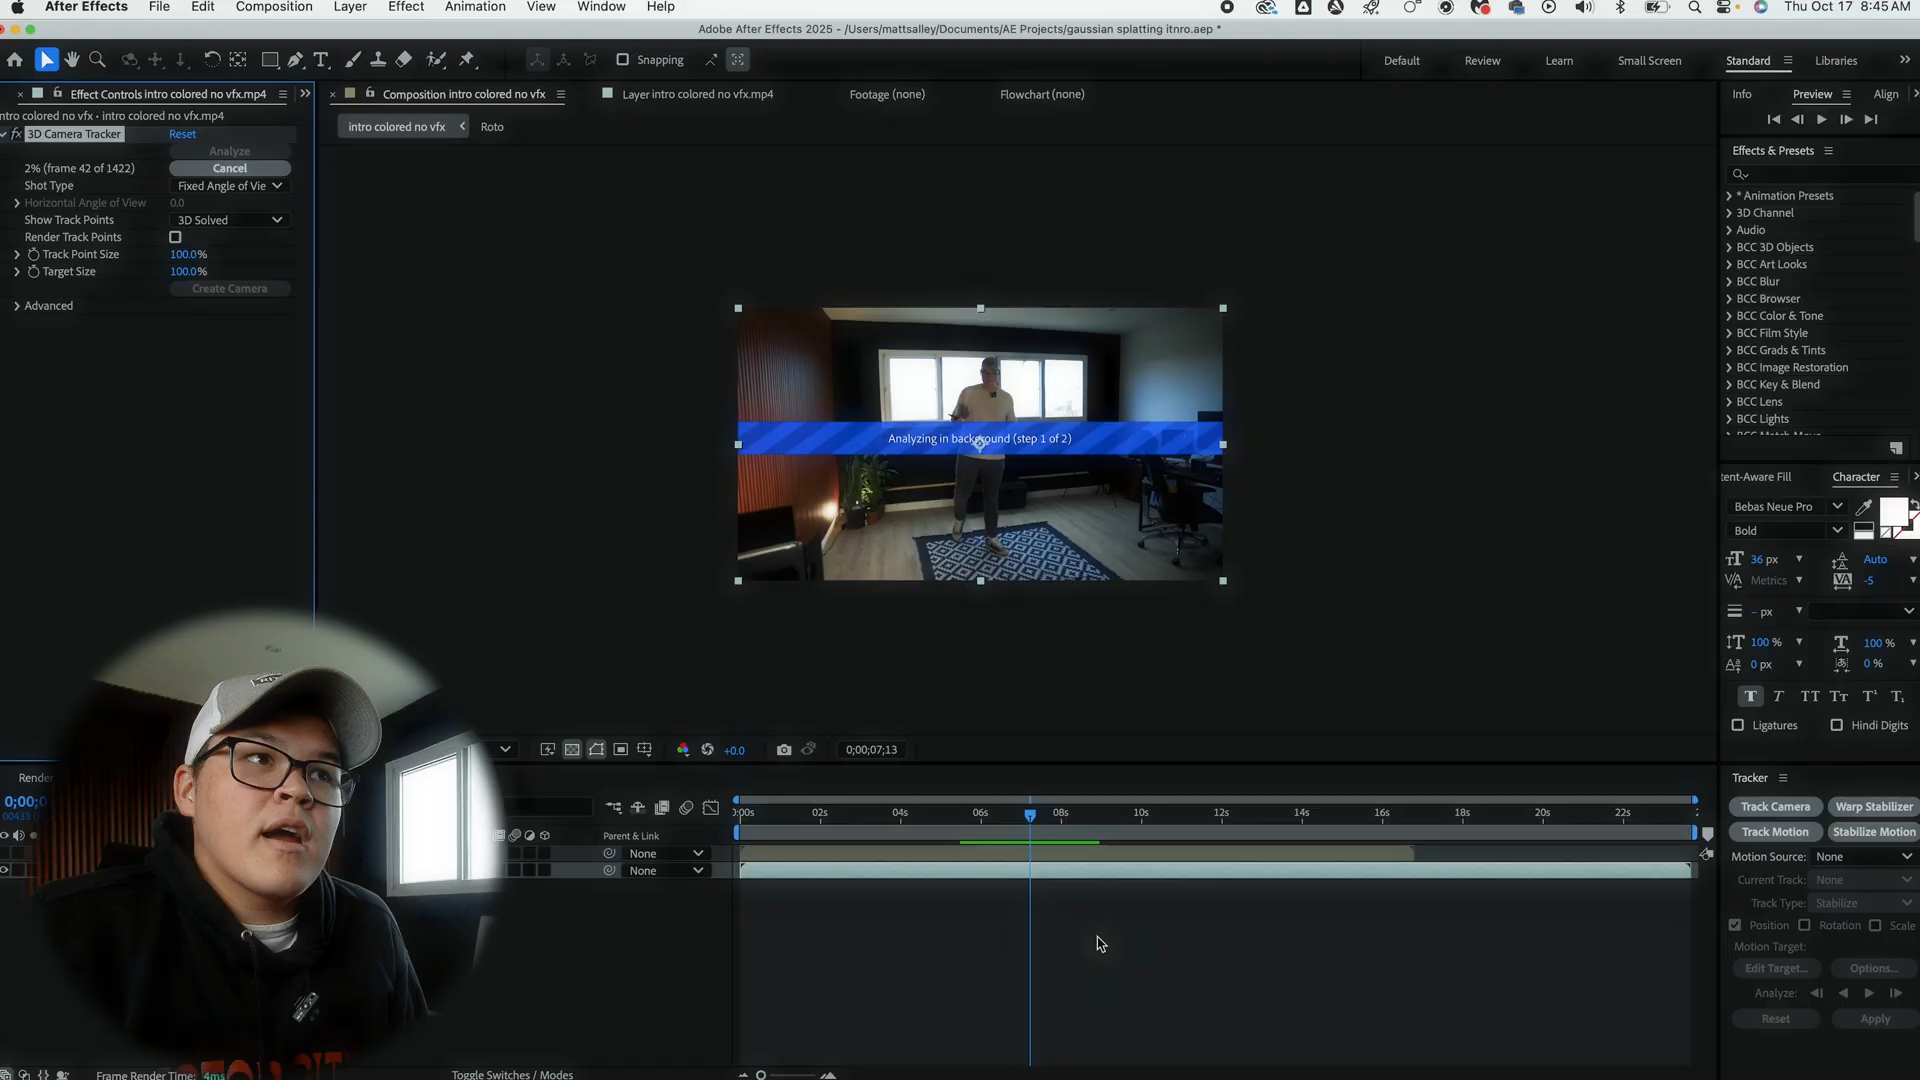 After Effects File Edit Composition Layer Effect Animation View Window Help Thu Oct 17 8:45 AM
Adobe After Effects 2025 - /Users/mattsalley/Documents/AE Projects/gaussian splatting itnro.aep *
Snapping Default Review Learn Small Screen Standard Libraries
Effect Controls intro colored no vfx.mp4
Composition intro colored no vfx
Layer intro colored no vfx.mp4
Footage (none)
Flowchart (none)
Info Preview Align
ntro colored no vfx • intro colored no vfx.mp4
intro colored no vfx Roto
fx 3D Camera Tracker Reset
Analyze
2% (frame 42 of 1422) Cancel
Shot Type Fixed Angle of Vie
Horizontal Angle of View 0.0
Show Track Points 3D Solved
Render Track Points
Track Point Size 100.0%
Target Size 100.0%
Create Camera
Advanced
Analyzing in background (step 1 of 2)
Effects & Presets
* Animation Presets
3D Channel
Audio
BCC 3D Objects
BCC Art Looks
BCC Blur
BCC Browser
BCC Color & Tone
BCC Film Style
BCC Grads & Tints
BCC Image Restoration
BCC Key & Blend
BCC Lens
BCC Lights
tent-Aware Fill Character
Bebas Neue Pro
Bold
36 px Auto
Metrics -5
- px
100 % 100 %
0 px 0 %
T T TT Tt T¹ T₁
Ligatures Hindi Digits
+0.0 0;00;07;13
Render
0;00;0
Parent & Link
None
None
0:00s 02s 04s 06s 08s 10s 12s 14s 16s 18s 20s 22s
Tracker
Track Camera Warp Stabilizer
Track Motion Stabilize Motion
Motion Source: None
Current Track: None
Track Type: Stabilize
Position Rotation Scale
Motion Target:
Edit Target... Options...
Analyze:
Reset Apply
Frame Render Time: 4ms
Toggle Switches / Modes